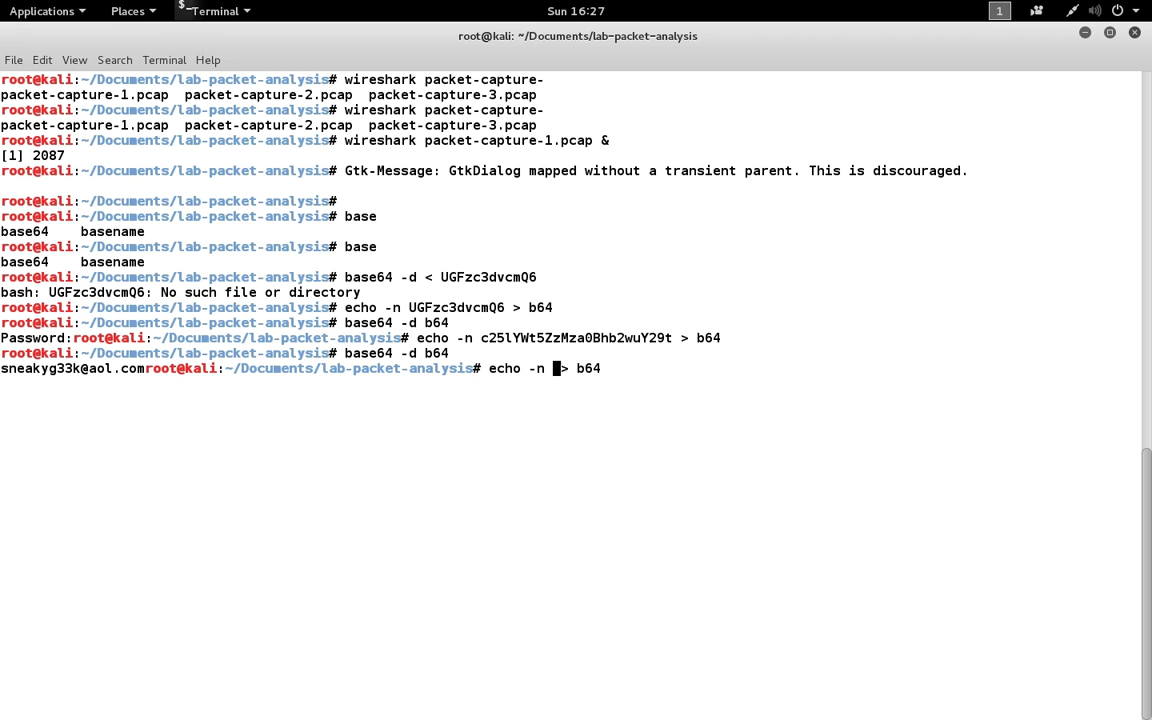 Applications Places Terminal Sun 16:27 1
root@kali: ~/Documents/lab-packet-analysis
File Edit View Search Terminal Help
root@kali:~/Documents/lab-packet-analysis# wireshark packet-capture-
packet-capture-1.pcap  packet-capture-2.pcap  packet-capture-3.pcap
root@kali:~/Documents/lab-packet-analysis# wireshark packet-capture-
packet-capture-1.pcap  packet-capture-2.pcap  packet-capture-3.pcap
root@kali:~/Documents/lab-packet-analysis# wireshark packet-capture-1.pcap &
[1] 2087
root@kali:~/Documents/lab-packet-analysis# Gtk-Message: GtkDialog mapped without a transient parent. This is discouraged.
root@kali:~/Documents/lab-packet-analysis#
root@kali:~/Documents/lab-packet-analysis# base
base64    basename
root@kali:~/Documents/lab-packet-analysis# base
base64    basename
root@kali:~/Documents/lab-packet-analysis# base64 -d < UGFzc3dvcmQ6
bash: UGFzc3dvcmQ6: No such file or directory
root@kali:~/Documents/lab-packet-analysis# echo -n UGFzc3dvcmQ6 > b64
root@kali:~/Documents/lab-packet-analysis# base64 -d b64
Password:root@kali:~/Documents/lab-packet-analysis# echo -n c25lYWt5ZzMza0Bhb2wuY29t > b64
root@kali:~/Documents/lab-packet-analysis# base64 -d b64
sneakyg33k@aol.comroot@kali:~/Documents/lab-packet-analysis# echo -n > b64